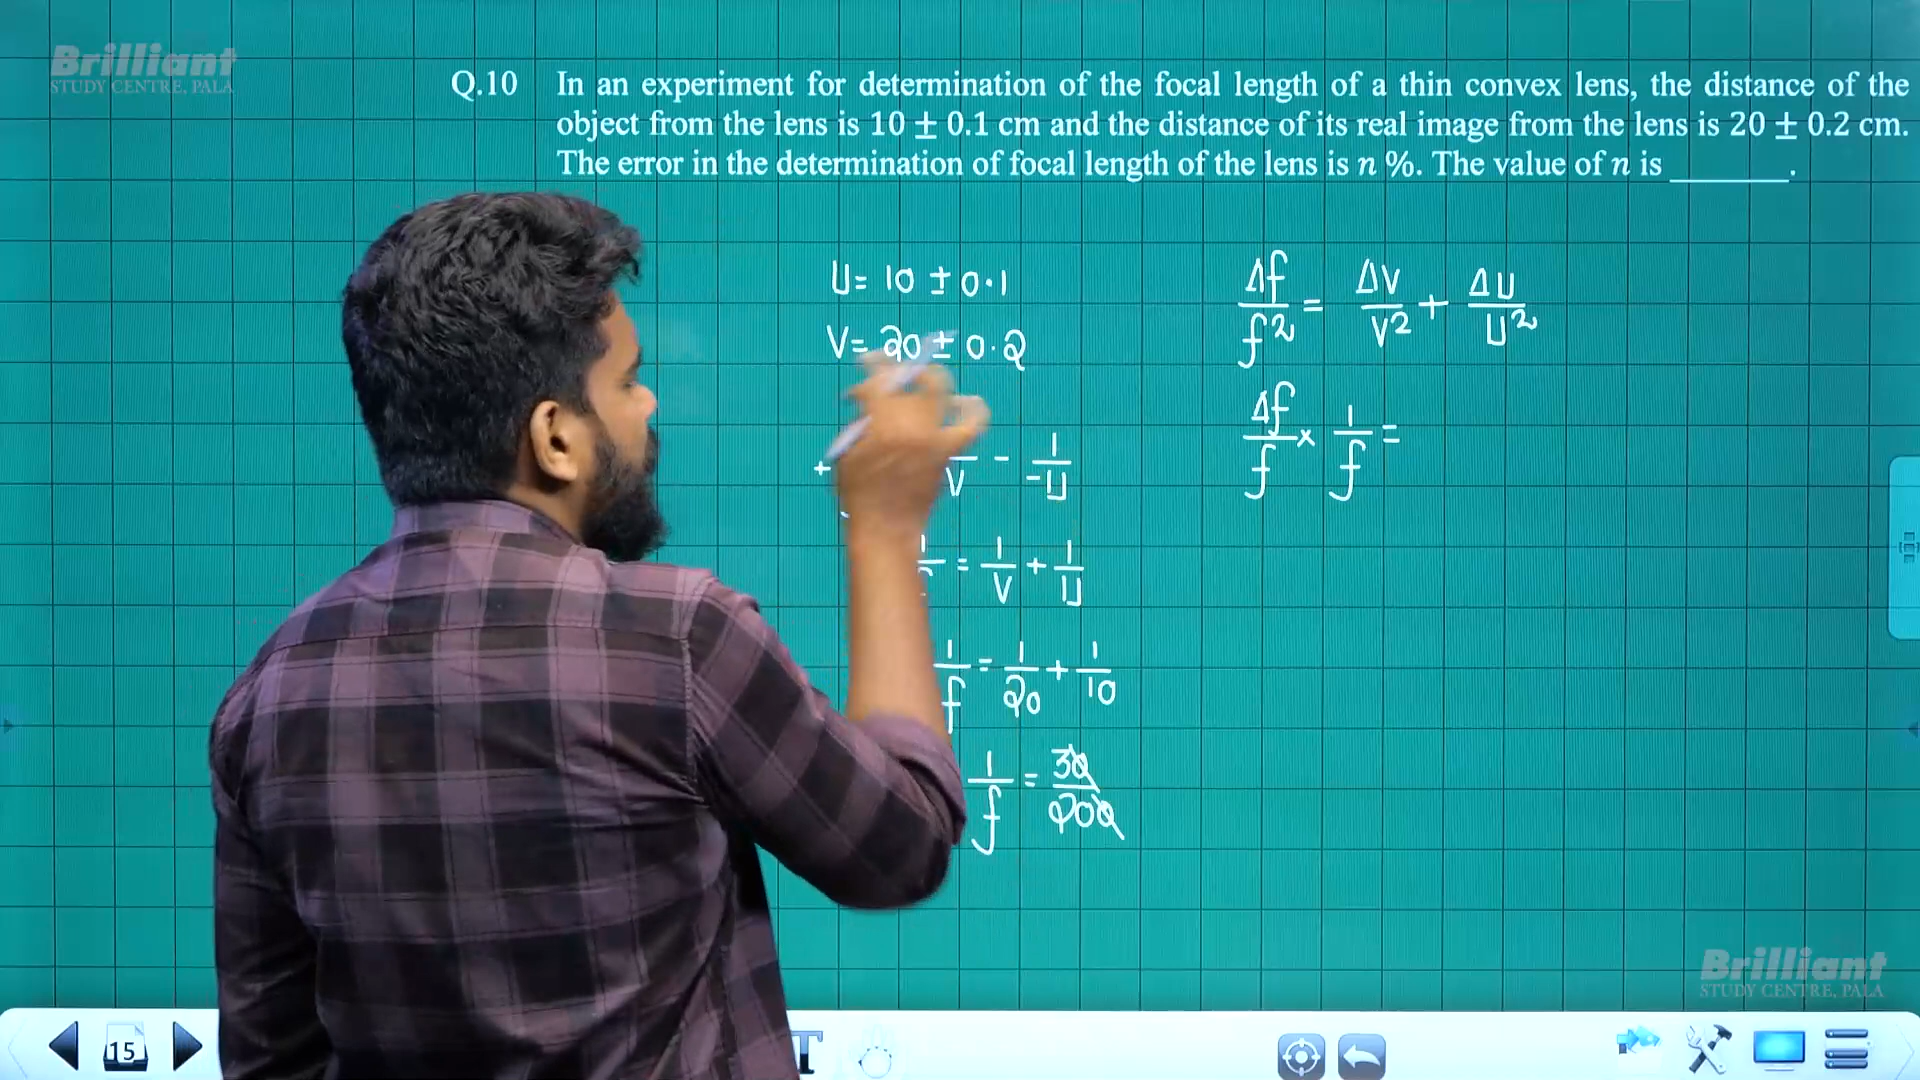 Brilliant
STUDY CENTRE, PALA
Q.10 In an experiment for determination of the focal length of a thin convex lens, the distance of the
object from the lens is 10 ± 0.1 cm and the distance of its real image from the lens is 20 ± 0.2 cm.
The error in the determination of focal length of the lens is n %. The value of n is ________.
U = 10 ± 0.1
V = 20 ± 0.2
V - 1/-U
= 1/V + 1/U
1/f = 1/20 + 1/10
1/f = 30/200
Δf/f² = ΔV/V² + ΔU/U²
Δf/f × 1/f =
Brilliant
STUDY CENTRE, PALA
15
T